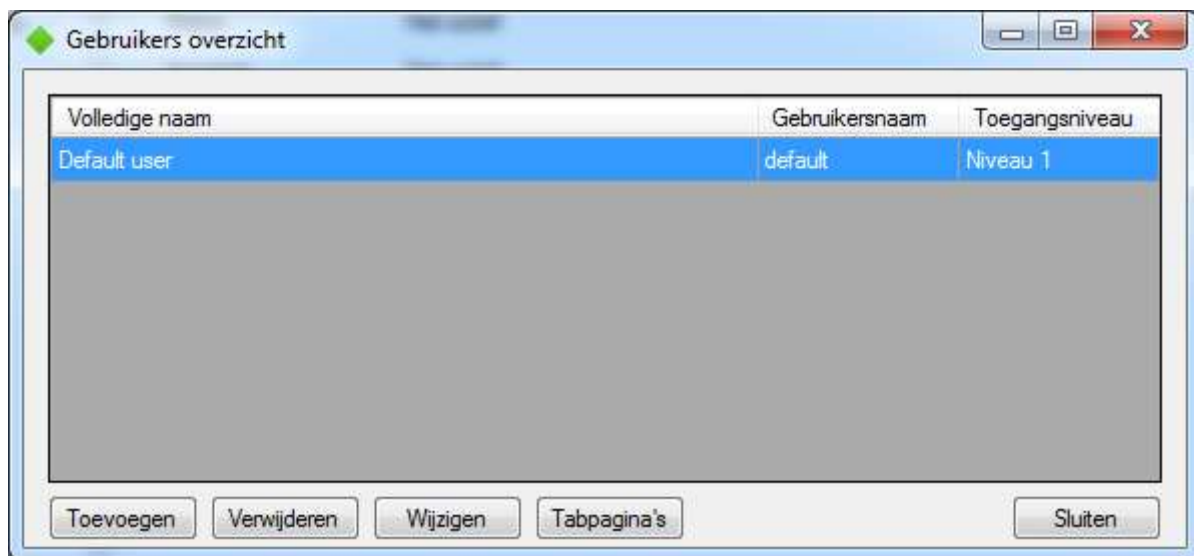 Gebruikers overzicht
Volledige naam Gebruikersnaam Toegangsniveau
Default user default Niveau 1
Toevoegen Verwijderen Wijzigen Tabpagina's Sluiten